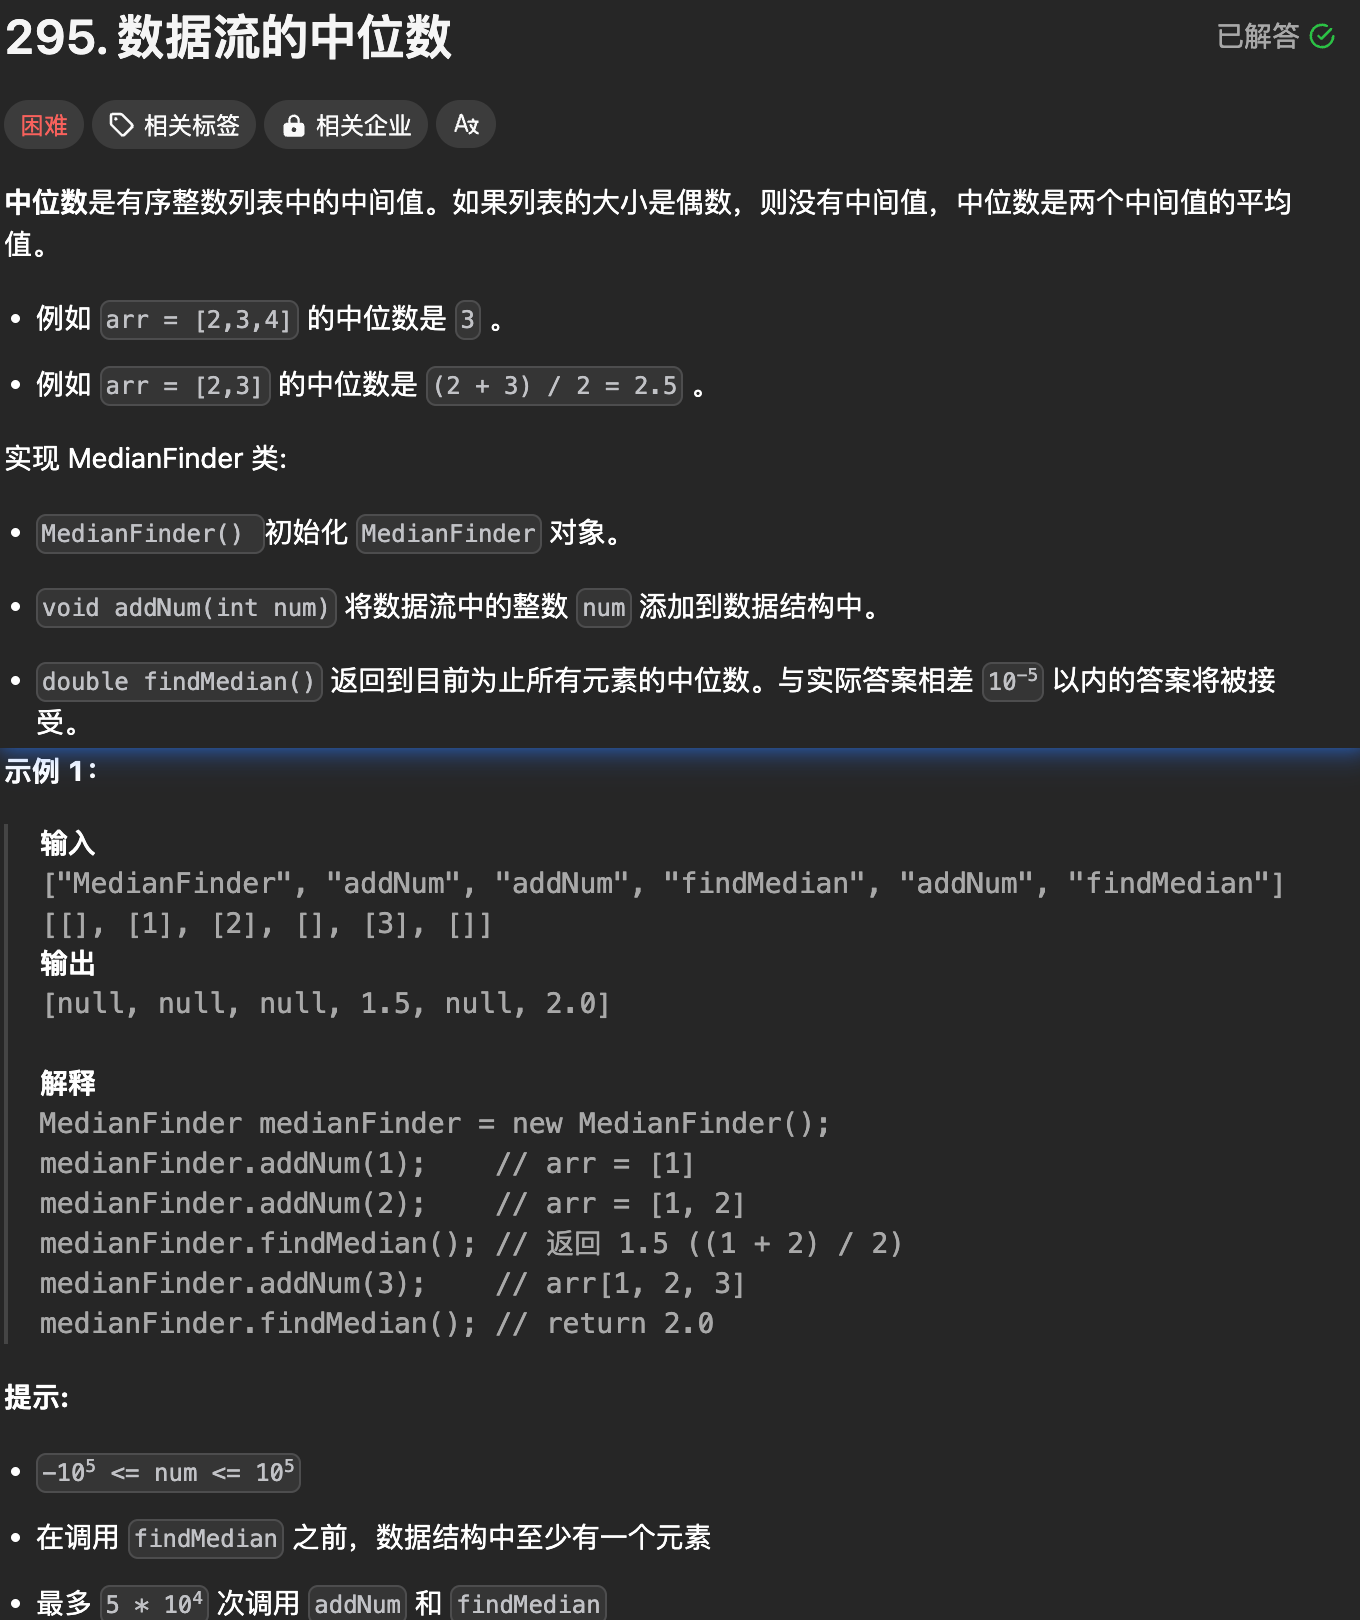 295. 数据流的中位数
已解答
困难
相关标签
相关企业
中位数是有序整数列表中的中间值。如果列表的大小是偶数，则没有中间值，中位数是两个中间值的平均
值。
• 例如 arr = [2,3,4] 的中位数是 3 。
• 例如 arr = [2,3] 的中位数是 (2 + 3) / 2 = 2.5 。
实现 MedianFinder 类:
• MedianFinder() 初始化 MedianFinder 对象。
• void addNum(int num) 将数据流中的整数 num 添加到数据结构中。
• double findMedian() 返回到目前为止所有元素的中位数。与实际答案相差 10⁻⁵ 以内的答案将被接
受。
示例 1：
输入
["MedianFinder", "addNum", "addNum", "findMedian", "addNum", "findMedian"]
[[], [1], [2], [], [3], []]
输出
[null, null, null, 1.5, null, 2.0]
解释
MedianFinder medianFinder = new MedianFinder();
medianFinder.addNum(1);    // arr = [1]
medianFinder.addNum(2);    // arr = [1, 2]
medianFinder.findMedian(); // 返回 1.5 ((1 + 2) / 2)
medianFinder.addNum(3);    // arr[1, 2, 3]
medianFinder.findMedian(); // return 2.0
提示:
• -10⁵ <= num <= 10⁵
• 在调用 findMedian 之前，数据结构中至少有一个元素
• 最多 5 * 10⁴ 次调用 addNum 和 findMedian